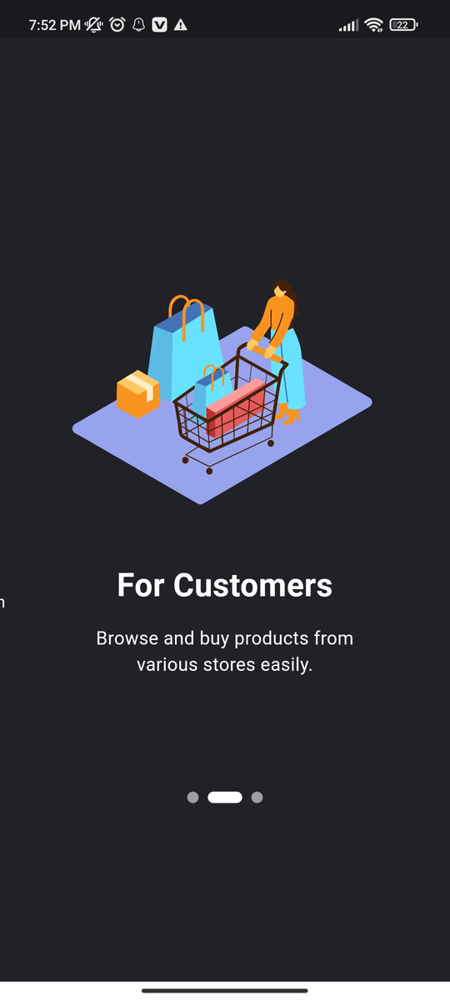 7:52 PM
22
For Customers
n
Browse and buy products from
various stores easily.